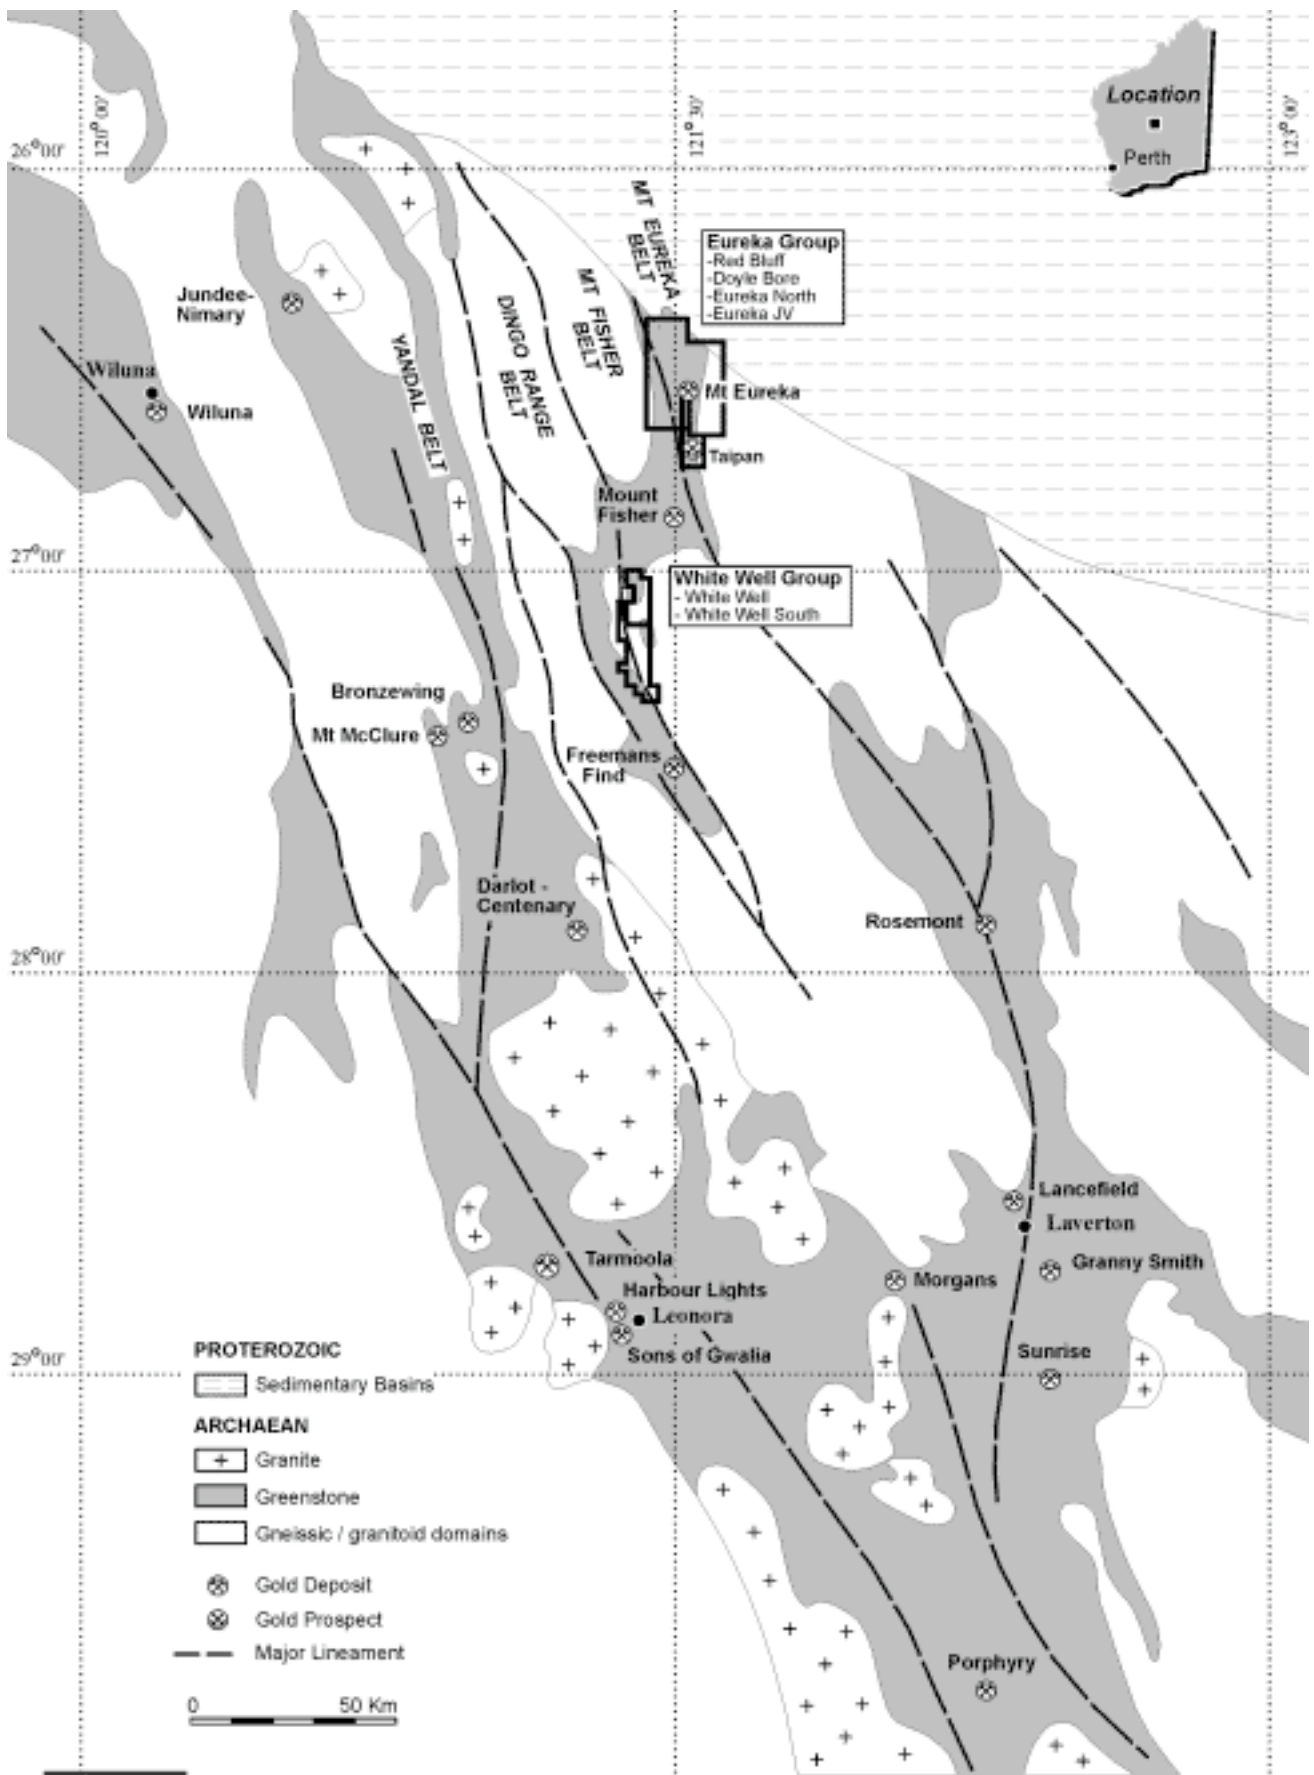 120°00'
121°30'
123°00'
26°00'
Location
Perth
MT EUREKA
BELT
Eureka Group
-Red Bluff
-Doyle Bore
-Eureka North
-Eureka JV
MT FISHER
BELT
DINGO RANGE
BELT
YANDAL BELT
Jundee-
Nimary
Wiluna
Wiluna
Mt Eureka
Taipan
Mount
Fisher
27°00'
White Well Group
- White Well
- White Well South
Bronzewing
Mt McClure
Freemans
Find
Darlot -
Centenary
Rosemont
28°00'
Lancefield
Laverton
Granny Smith
Tarmoola
Morgans
Harbour Lights
Leonora
Sons of Gwalia
Sunrise
29°00'
PROTEROZOIC
Sedimentary Basins
ARCHAEAN
Granite
Greenstone
Gneissic / granitoid domains
Gold Deposit
Gold Prospect
Major Lineament
0 50 Km
Porphyry